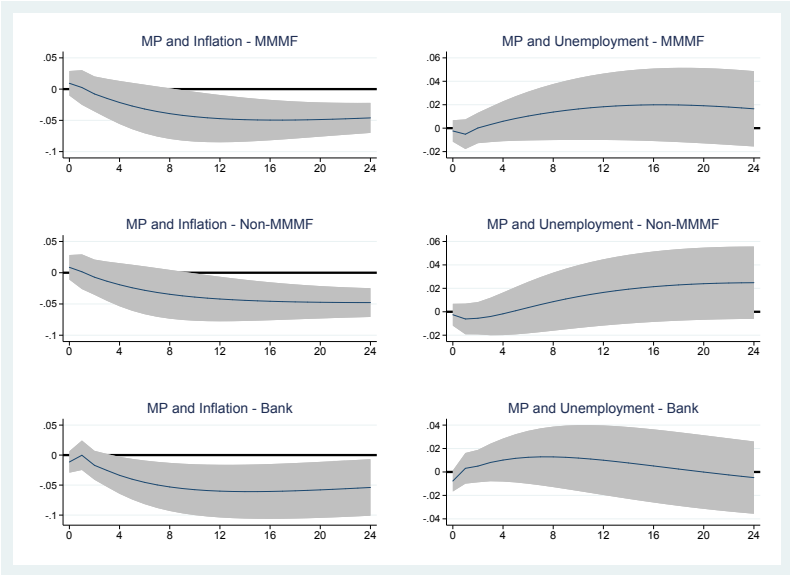 MP and Inflation - MMMF
.05
0
-.05
-.1
0 4 8 12 16 20 24
MP and Unemployment - MMMF
.06
.04
.02
0
-.02
0 4 8 12 16 20 24
MP and Inflation - Non-MMMF
.05
0
-.05
-.1
0 4 8 12 16 20 24
MP and Unemployment - Non-MMMF
.06
.04
.02
0
-.02
0 4 8 12 16 20 24
MP and Inflation - Bank
.05
0
-.05
-.1
0 4 8 12 16 20 24
MP and Unemployment - Bank
.04
.02
0
-.02
-.04
0 4 8 12 16 20 24